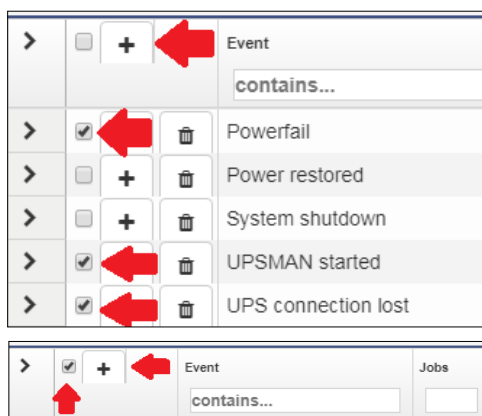 Event
contains...
Powerfail
Power restored
System shutdown
UPSMAN started
UPS connection lost
Event Jobs
contains...